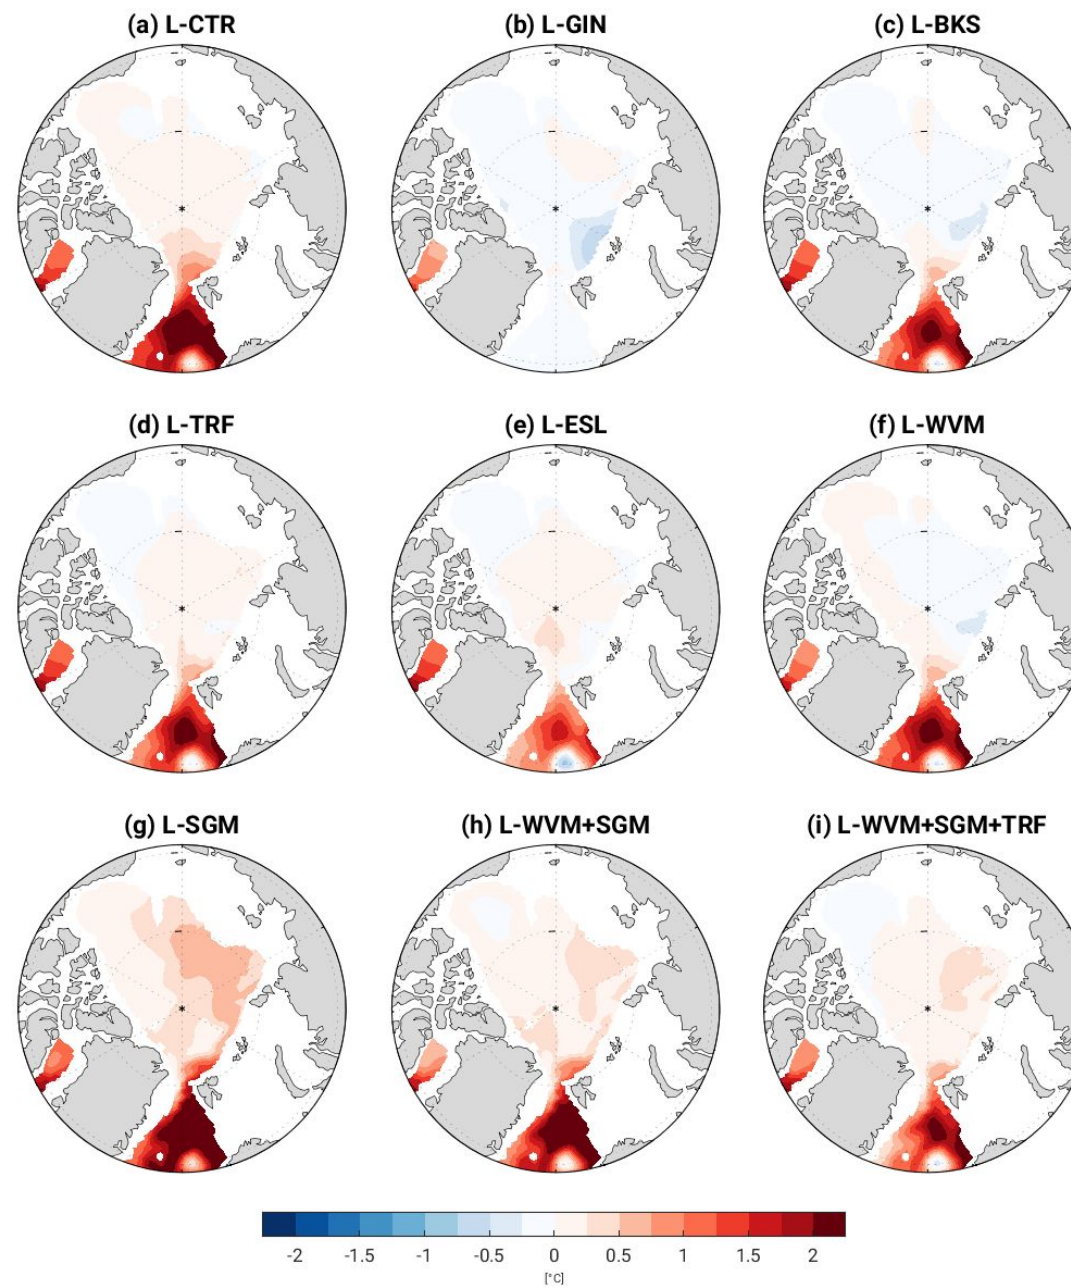 (a) L-CTR (b) L-GIN (c) L-BKS
(d) L-TRF (e) L-ESL (f) L-WVM
(g) L-SGM (h) L-WVM+SGM (i) L-WVM+SGM+TRF
-2 -1.5 -1 -0.5 0 0.5 1 1.5 2
[°C]